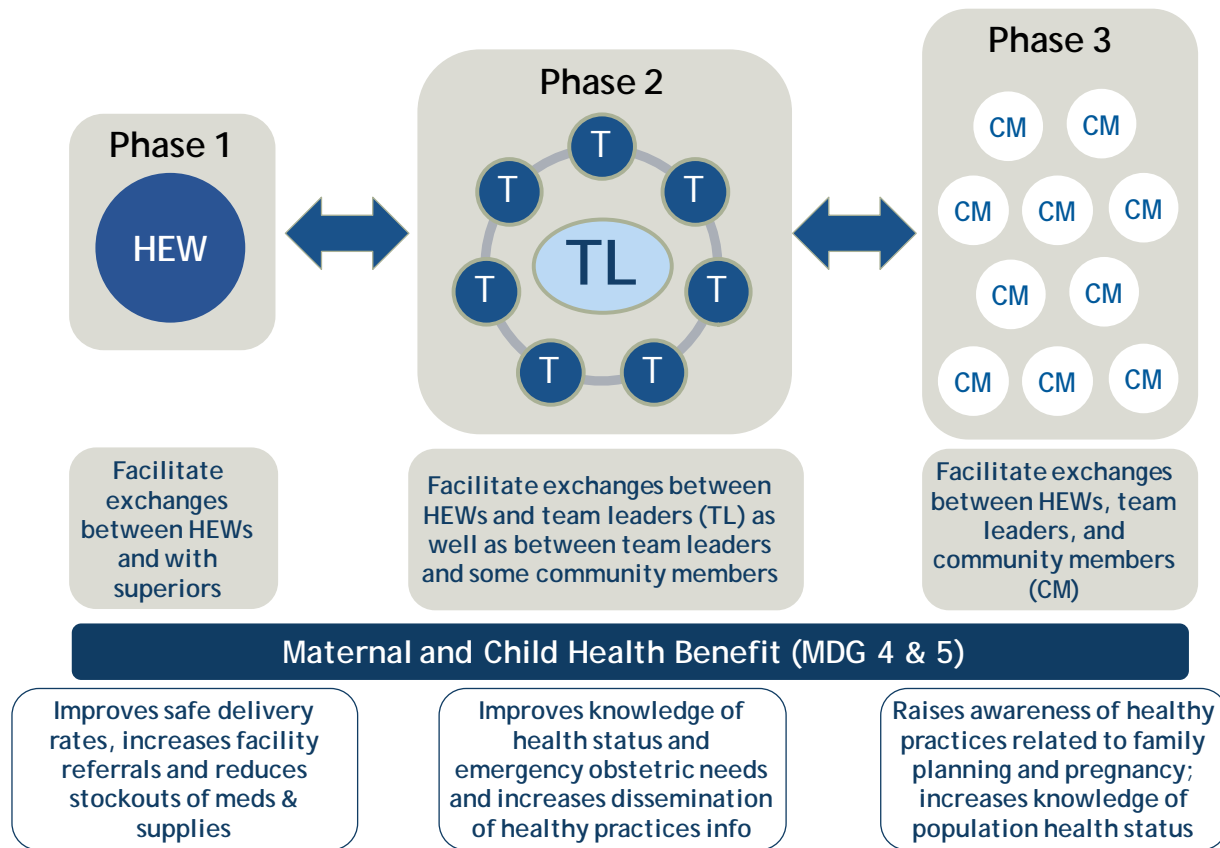 Phase 1
HEW
Phase 2
T
T
T
TL
T
T
T
T
Phase 3
CM
CM
CM
CM
CM
CM
CM
CM
CM
CM
Facilitate
exchanges
between HEWs
and with
superiors
Facilitate exchanges between
HEWs and team leaders (TL) as
well as between team leaders
and some community members
Facilitate exchanges
between HEWs, team
leaders, and
community members
(CM)
Maternal and Child Health Benefit (MDG 4 & 5)
Improves safe delivery
rates, increases facility
referrals and reduces
stockouts of meds &
supplies
Improves knowledge of
health status and
emergency obstetric needs
and increases dissemination
of healthy practices info
Raises awareness of healthy
practices related to family
planning and pregnancy;
increases knowledge of
population health status